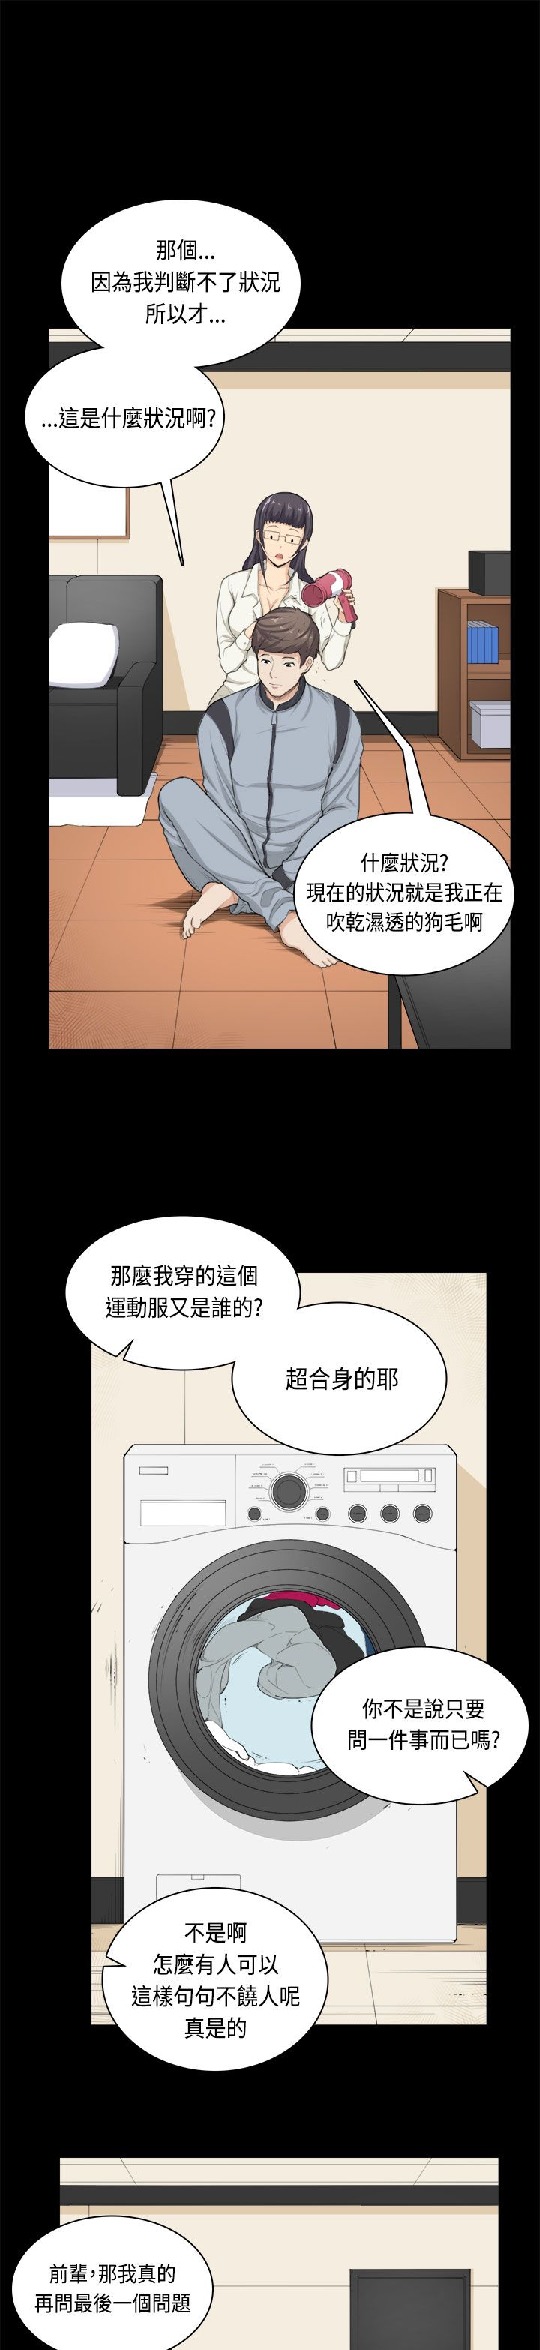 那個...
因為我判斷不了狀況
所以才...
...這是什麼狀況啊?
什麼狀況?
現在的狀況就是我正在
吹乾濕透的狗毛啊
那麼我穿的這個
運動服又是誰的?
超合身的耶
你不是說只要
問一件事而已嗎?
不是啊
怎麼有人可以
這樣句句不饒人呢
真是的
前輩,那我真的
再問最後一個問題